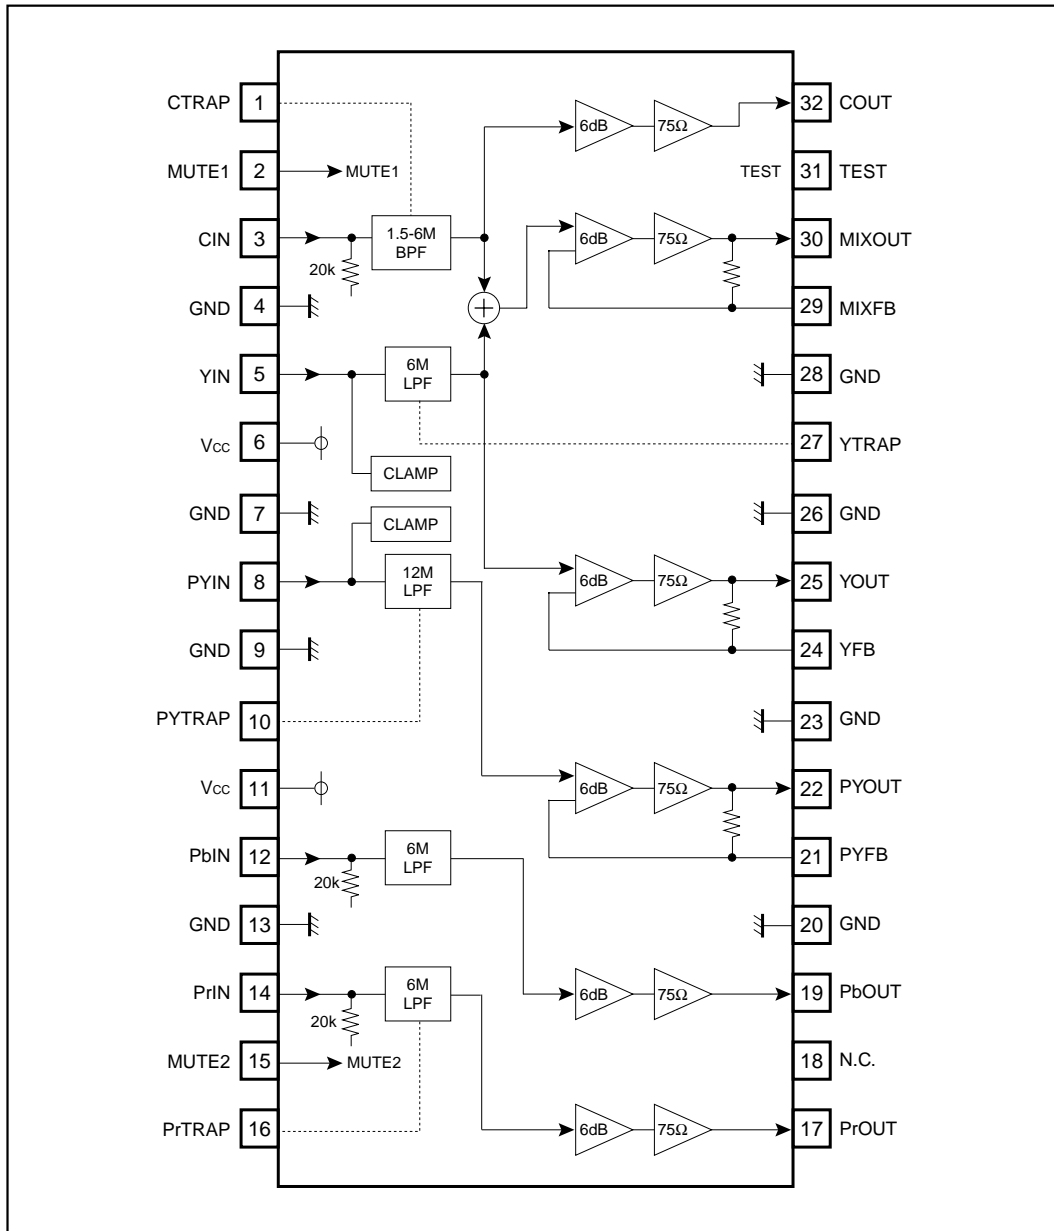 CTRAP 1 6dB 75Ω 32 COUT
MUTE1 2 MUTE1 TEST 31 TEST
CIN 3 1.5-6M 6dB 75Ω 30 MIXOUT
BPF
20k
GND 4 + 29 MIXFB
YIN 5 6M 28 GND
LPF
Vcc 6 27 YTRAP
CLAMP
GND 7 26 GND
CLAMP
PYIN 8 12M 6dB 75Ω 25 YOUT
LPF
GND 9 24 YFB
PYTRAP 10 23 GND
Vcc 11 6dB 75Ω 22 PYOUT
PbIN 12 6M 21 PYFB
LPF
20k
GND 13 20 GND
PrIN 14 6M 6dB 75Ω 19 PbOUT
LPF
20k
MUTE2 15 MUTE2 18 N.C.
PrTRAP 16 6dB 75Ω 17 PrOUT